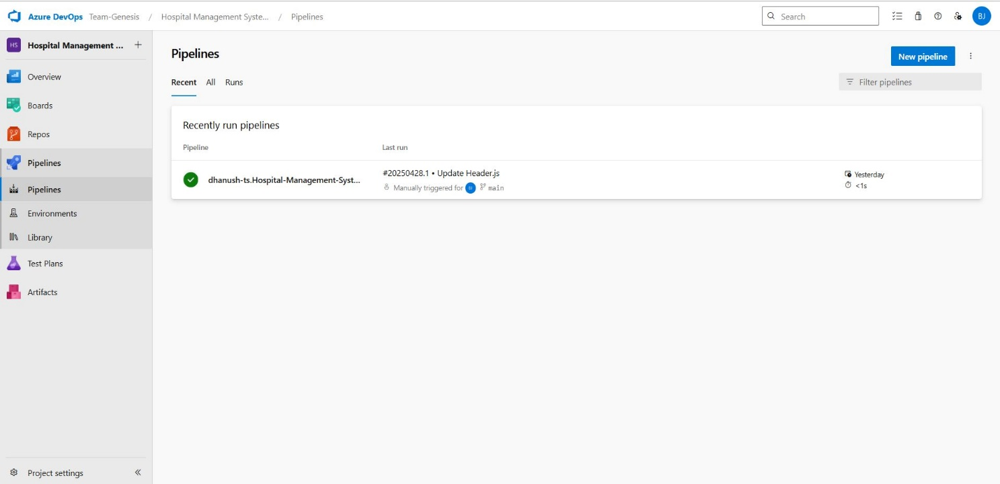 Azure DevOps Team-Genesis / Hospital Management Syste... / Pipelines
Search
BJ
HS Hospital Management ... +
Overview
Boards
Repos
Pipelines
Pipelines
Environments
Library
Test Plans
Artifacts
Project settings
Pipelines
New pipeline
Recent All Runs
Filter pipelines
Recently run pipelines
Pipeline Last run
dhanush-ts.Hospital-Management-Syst...
#20250428.1 • Update Header.js
Manually triggered for BJ main
Yesterday
<1s